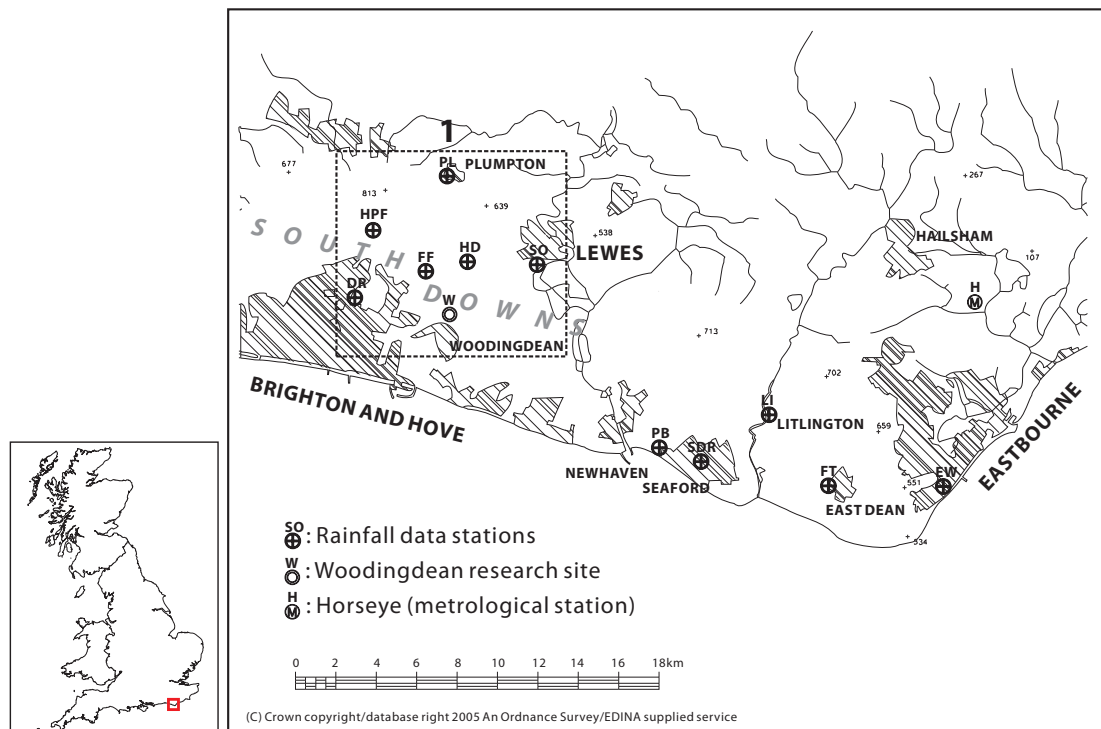 1
PL PLUMPTON
677
813
639
267
HPF
538
HAILSHAM
SOUTH DOWNS
HD
FF
SO
LEWES
107
DR
H
M
W
WOODINGDEAN
713
702
BRIGHTON AND HOVE
LI
LITLINGTON
659
EASTBOURNE
PB
SDR
NEWHAVEN
SEAFORD
FT
551
EW
EAST DEAN
534
SO
: Rainfall data stations
W
: Woodingdean research site
H
M : Horseye (metrological station)
0 2 4 6 8 10 12 14 16 18km
(C) Crown copyright/database right 2005 An Ordnance Survey/EDINA supplied service